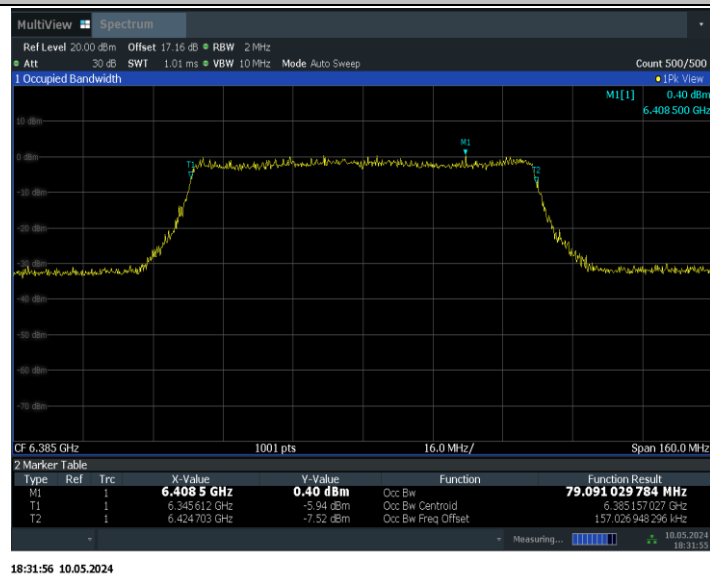 MultiView Spectrum
Ref Level 20.00 dBm Offset 17.16 dB RBW 2 MHz
Att 30 dB SWT 1.01 ms VBW 10 MHz Mode Auto Sweep Count 500/500
1 Occupied Bandwidth 1Pk View
M1[1] 0.40 dBm
6.408 500 GHz
10 dBm
M1
0 dBm
T1
T2
-10 dBm
-20 dBm
-30 dBm
-40 dBm
-50 dBm
-60 dBm
-70 dBm
CF 6.385 GHz 1001 pts 16.0 MHz/ Span 160.0 MHz
2 Marker Table
Type Ref Trc X-Value Y-Value Function Function Result
M1 1 6.408 5 GHz 0.40 dBm Occ Bw 79.091 029 784 MHz
T1 1 6.345 612 GHz -5.94 dBm Occ Bw Centroid 6.385 157 027 GHz
T2 1 6.424 703 GHz -7.52 dBm Occ Bw Freq Offset 157.026 948 296 kHz
Measuring... 10.05.2024
18:31:55
18:31:56 10.05.2024